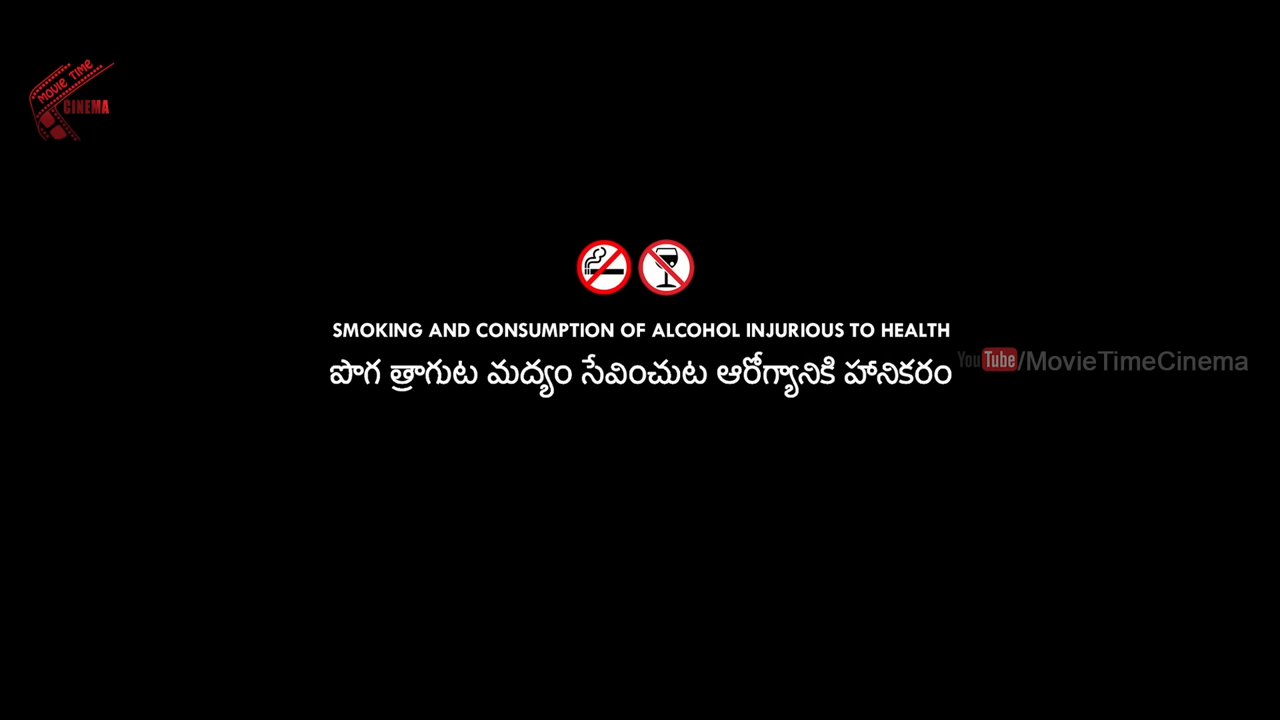 MOVIE TIME
CINEMA
SMOKING AND CONSUMPTION OF ALCOHOL INJURIOUS TO HEALTH
పొగ త్రాగుట మద్యం సేవించుట ఆరోగ్యానికి హానికరం
YouTube/MovieTimeCinema